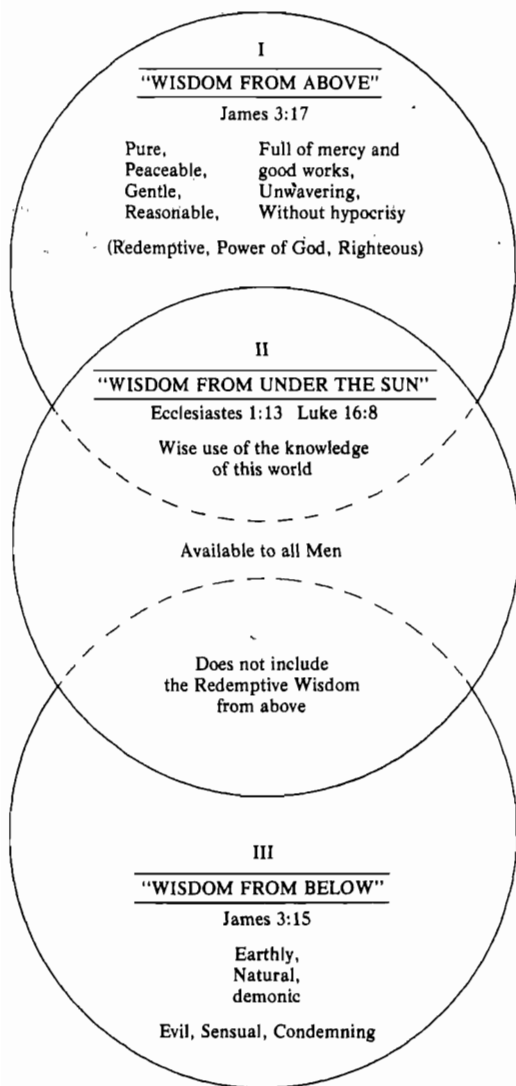 I
"WISDOM FROM ABOVE"
James 3:17
Pure, Full of mercy and
Peaceable, good works,
Gentle, Unwavering,
Reasonable, Without hypocrisy
(Redemptive, Power of God, Righteous)
II
"WISDOM FROM UNDER THE SUN"
Ecclesiastes 1:13 Luke 16:8
Wise use of the knowledge
of this world
Available to all Men
Does not include
the Redemptive Wisdom
from above
III
"WISDOM FROM BELOW"
James 3:15
Earthly,
Natural,
demonic
Evil, Sensual, Condemning